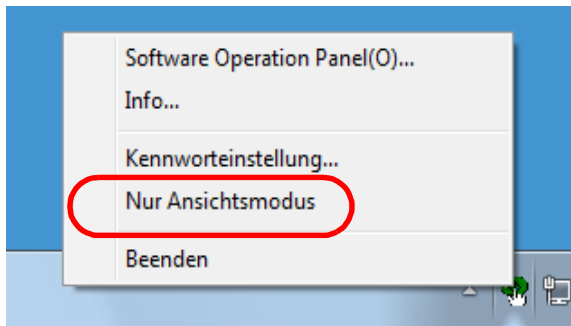 Software Operation Panel(O)...
Info...
Kennworteinstellung...
Nur Ansichtsmodus
Beenden